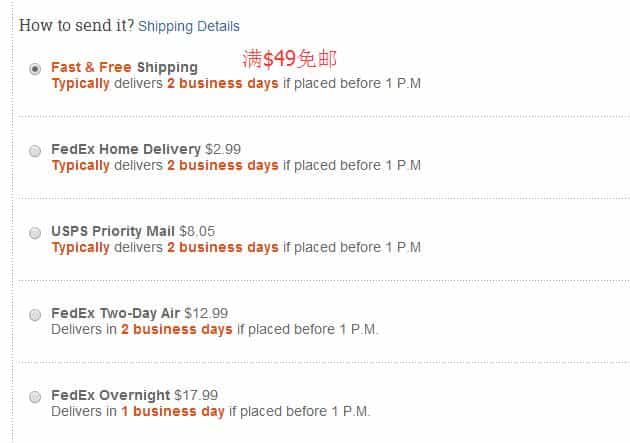 How to send it? Shipping Details
Fast & Free Shipping 满$49免邮
Typically delivers 2 business days if placed before 1 P.M
FedEx Home Delivery $2.99
Typically delivers 2 business days if placed before 1 P.M
USPS Priority Mail $8.05
Typically delivers 2 business days if placed before 1 P.M
FedEx Two-Day Air $12.99
Delivers in 2 business days if placed before 1 P.M.
FedEx Overnight $17.99
Delivers in 1 business day if placed before 1 P.M.